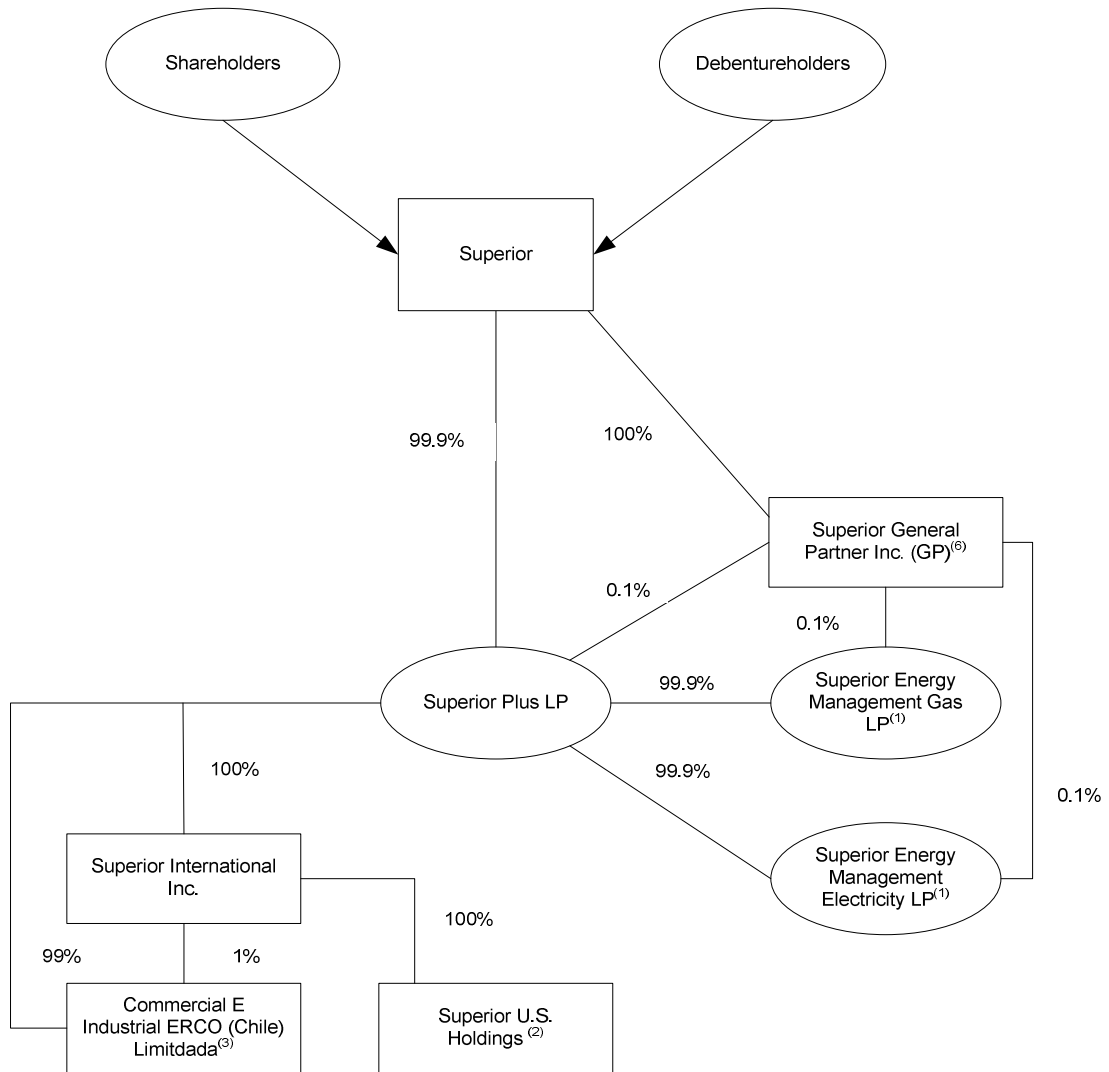 Shareholders
Debentureholders
Superior
99.9%
100%
Superior General
Partner Inc. (GP)(6)
0.1%
0.1%
Superior Plus LP
99.9%
Superior Energy
Management Gas
LP(1)
100%
99.9%
0.1%
Superior International
Inc.
Superior Energy
Management
Electricity LP(1)
100%
99%
1%
Commercial E
Industrial ERCO (Chile)
Limitdada(3)
Superior U.S.
Holdings (2)